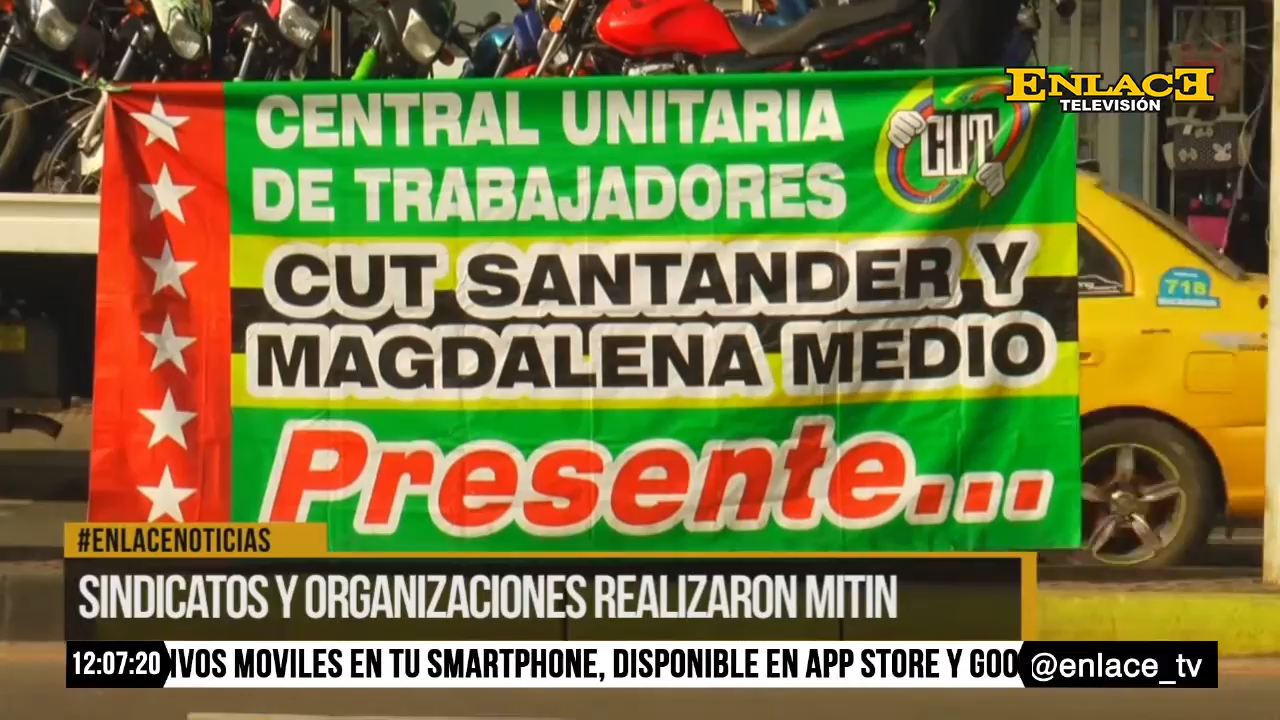 ENLACE
TELEVISIÓN
CENTRAL UNITARIA
DE TRABAJADORES
CUT
CUT SANTANDER Y
MAGDALENA MEDIO
Presente...
718
#ENLACENOTICIAS
SINDICATOS Y ORGANIZACIONES REALIZARON MITIN
12:07:20
IVOS MOVILES EN TU SMARTPHONE, DISPONIBLE EN APP STORE Y GOO
@enlace_tv